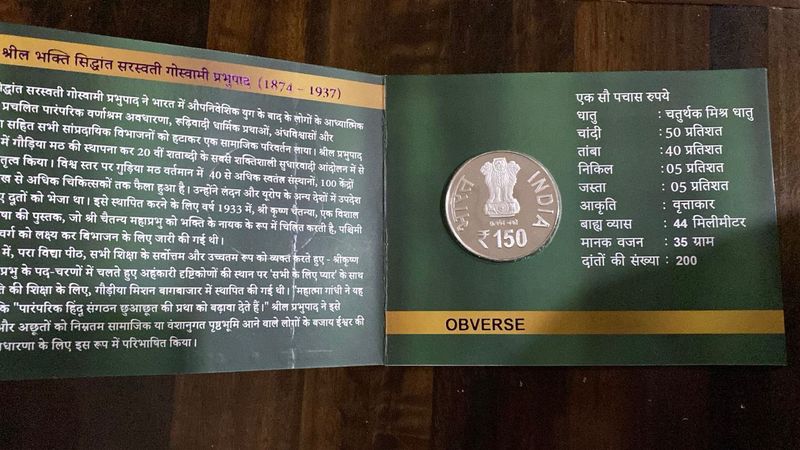 श्रील भक्ति सिद्धांत सरस्वती गोस्वामी प्रभुपाद (1874 - 1937)
सिद्धांत सरस्वती गोस्वामी प्रभुपाद ने भारत में औपनिवेशिक युग के बाद के लोगों के आध्यात्मिक
प्रचलित पारंपरिक वर्णाश्रम अवधारणा, रूढ़िवादी धार्मिक प्रथाओं, अंधविश्वासों और
सहित सभी सांप्रदायिक विभाजनों को हटाकर एक सामाजिक परिवर्तन लाया। श्रील प्रभुपाद
में गौड़िया मठ की स्थापना कर 20 वीं शताब्दी के सबसे शक्तिशाली सुधारवादी आंदोलन में से
नेतृत्व किया। विश्व स्तर पर गुड़िया मठ वर्तमान में 40 से अधिक स्वतंत्र संस्थानों, 100 केंद्रों
से अधिक चिकित्सकों तक फैला हुआ है। उन्होंने लंदन और यूरोप के अन्य देशों में उपदेश
दूतों को भेजा था। इसे स्थापित करने के लिए वर्ष 1933 में, श्री कृष्ण चैतन्या, एक विशाल
की पुस्तक, जो श्री चैतन्य महाप्रभु को भक्ति के नायक के रूप में चित्रित करती है, पश्चिमी
वर्ग को लक्ष्य कर बिभाजन के लिए जारी की गई थी।
में, परा विद्या पीठ, सभी शिक्षा के सर्वोत्तम और उच्चतम रूप को व्यक्त करते हुए - श्रीकृष्ण
प्रभु के पद-चरणों में चलते हुए अहंकारी दृष्टिकोणों की स्थान पर 'सभी के लिए प्यार' के साथ
की शिक्षा के लिए, गौड़ीया मिशन बागबाजार में स्थापित की गई थी। "महात्मा गांधी ने यह
कि "पारंपरिक हिंदू संगठन छुआछूत की प्रथा को बढ़ावा देते हैं।" श्रील प्रभुपाद ने इसे
और अछूतों को निम्नतम सामाजिक या वंशानुगत पृष्ठभूमि आने वाले लोगों के बजाय ईश्वर की
के लिए इस रूप में परिभाषित किया।
भारत
INDIA
₹ 150
एक सौ पचास रुपये
धातु : चतुर्थक मिश्र धातु
चांदी : 50 प्रतिशत
तांबा : 40 प्रतिशत
निकिल : 05 प्रतिशत
जस्ता : 05 प्रतिशत
आकृति : वृत्ताकार
बाह्य व्यास : 44 मिलीमीटर
मानक वजन : 35 ग्राम
दांतों की संख्या : 200
OBVERSE